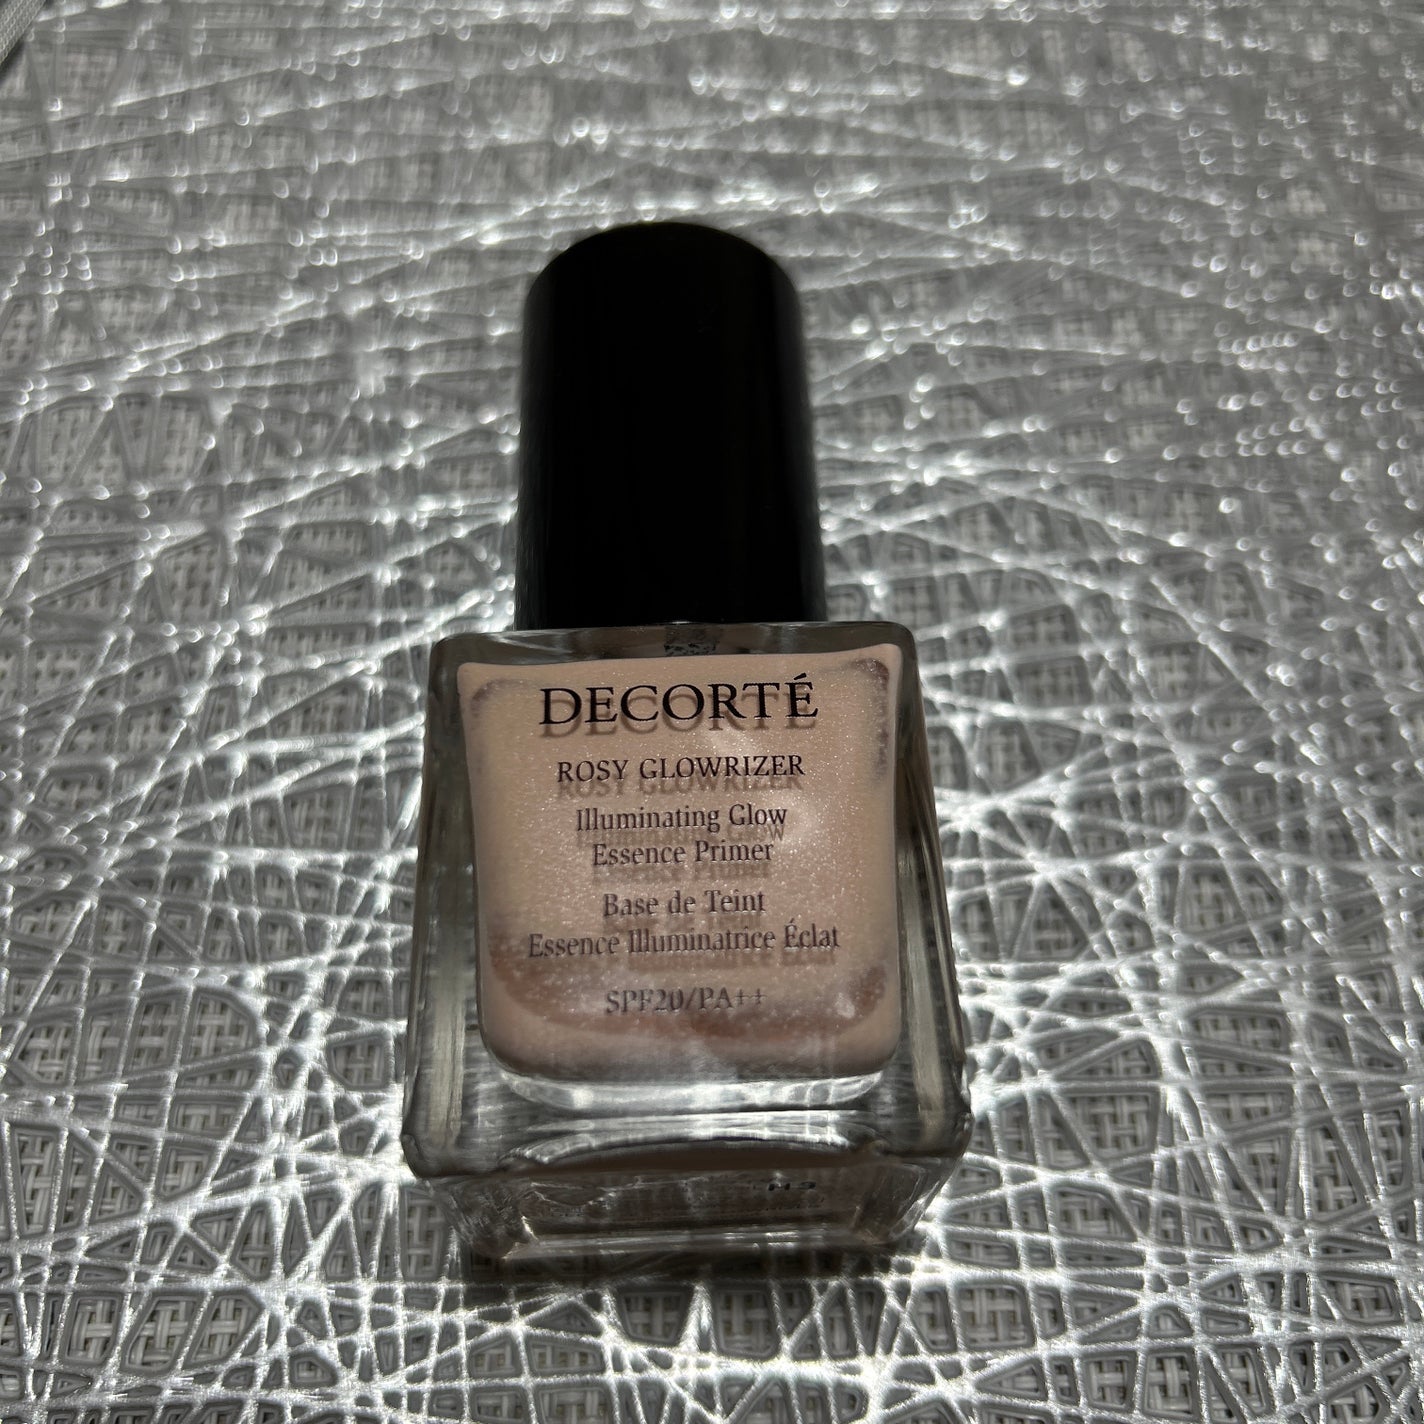 DECORTÉ
ROSY GLOWRIZER
Illuminating Glow
Essence Primer
Base de Teint
Essence Illuminatrice Éclat
SPF20/PA++